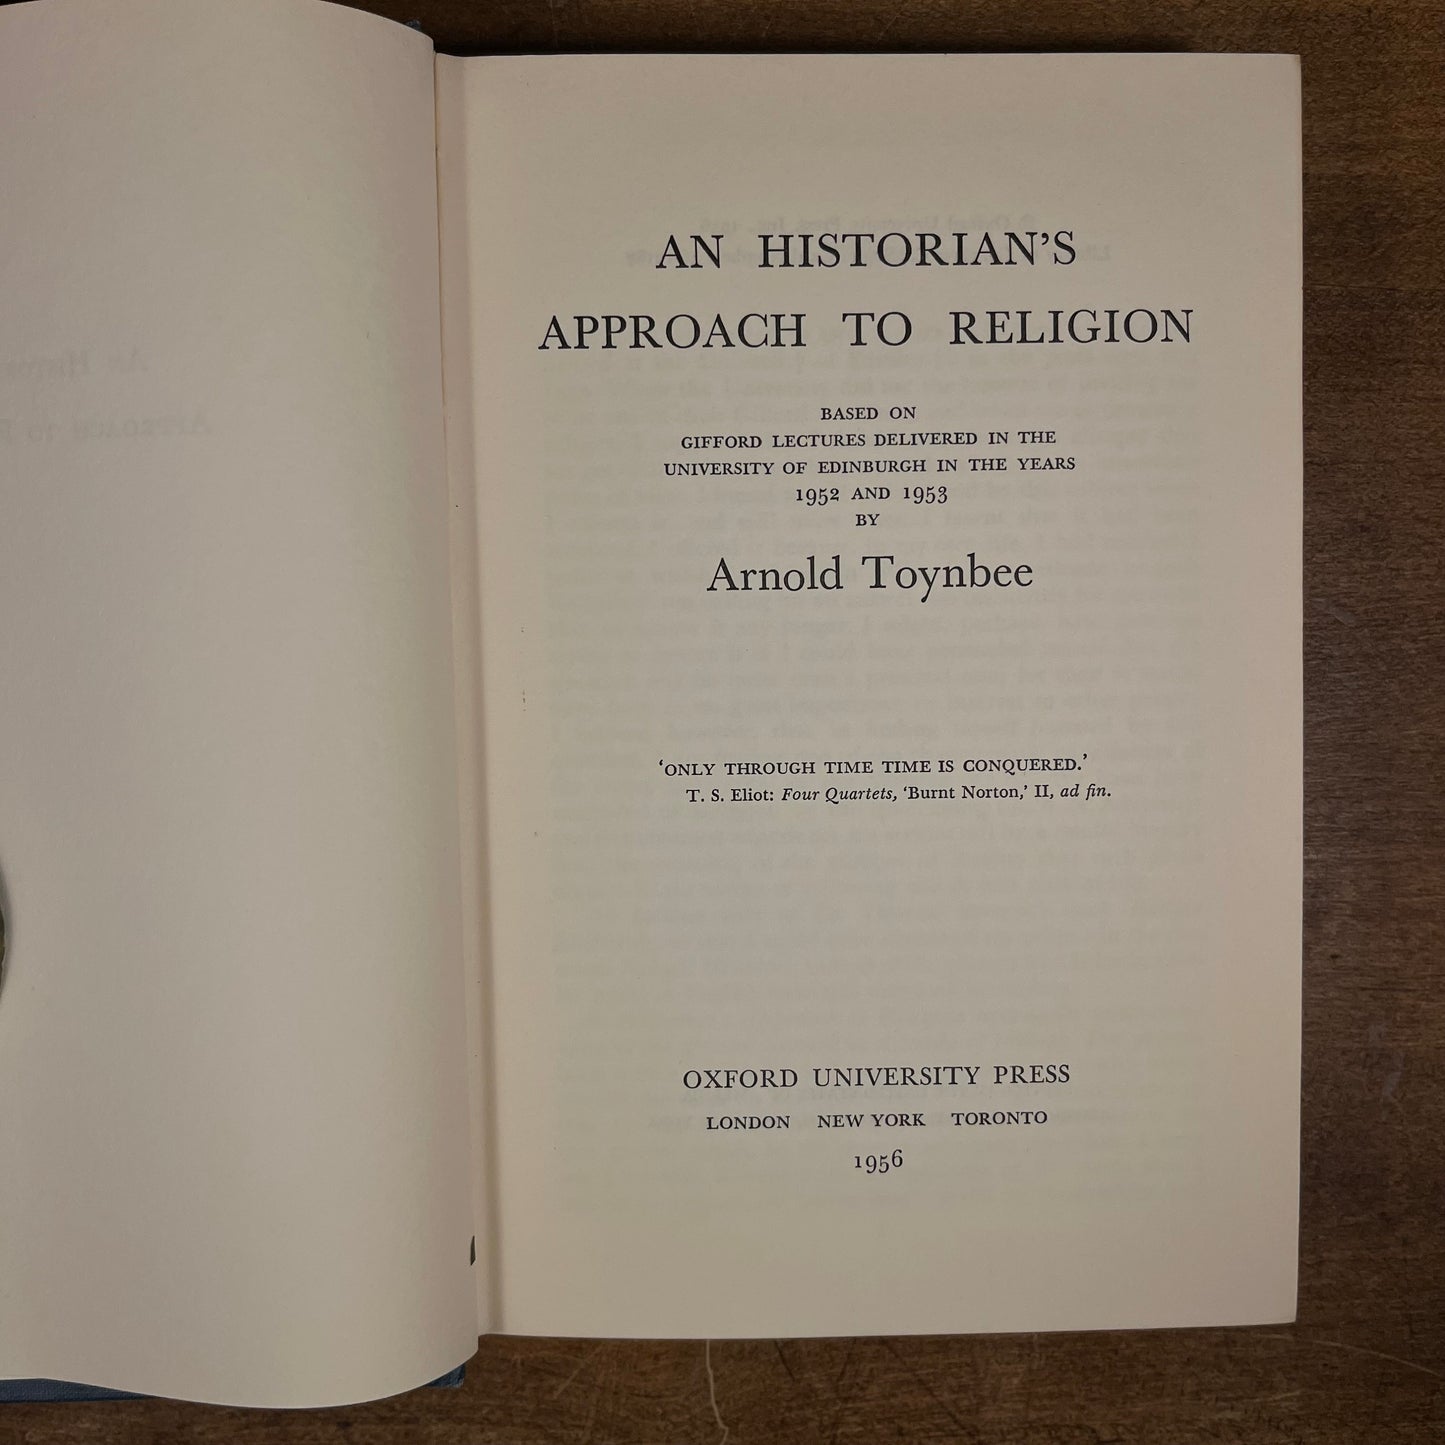 AN HISTORIAN'S
APPROACH TO RELIGION
BASED ON
GIFFORD LECTURES DELIVERED IN THE
UNIVERSITY OF EDINBURGH IN THE YEARS
1952 AND 1953
BY
Arnold Toynbee
‘ONLY THROUGH TIME TIME IS CONQUERED.’
T. S. Eliot: Four Quartets, ‘Burnt Norton,’ II, ad fin.
OXFORD UNIVERSITY PRESS
LONDON NEW YORK TORONTO
1956